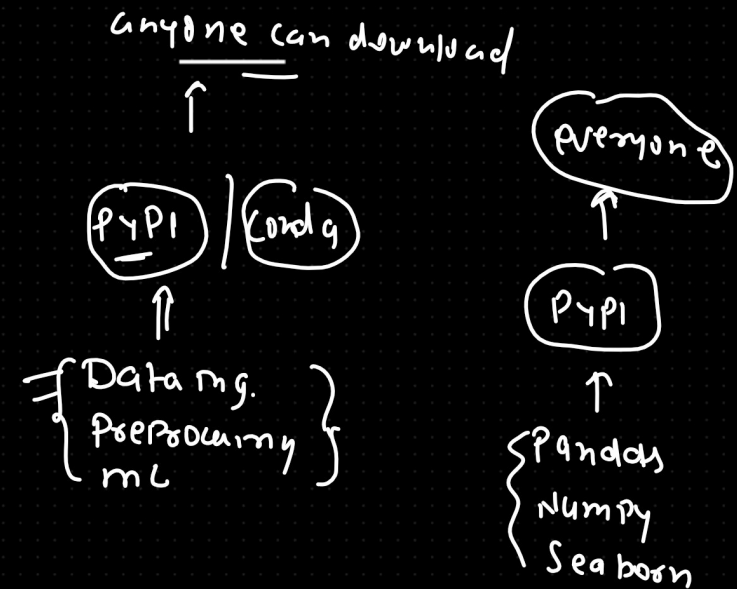 anyone can download
everyone
PyPI / Conda
PyPI
Data mg.
Preprocessing
ML
Pandas
Numpy
Seaborn